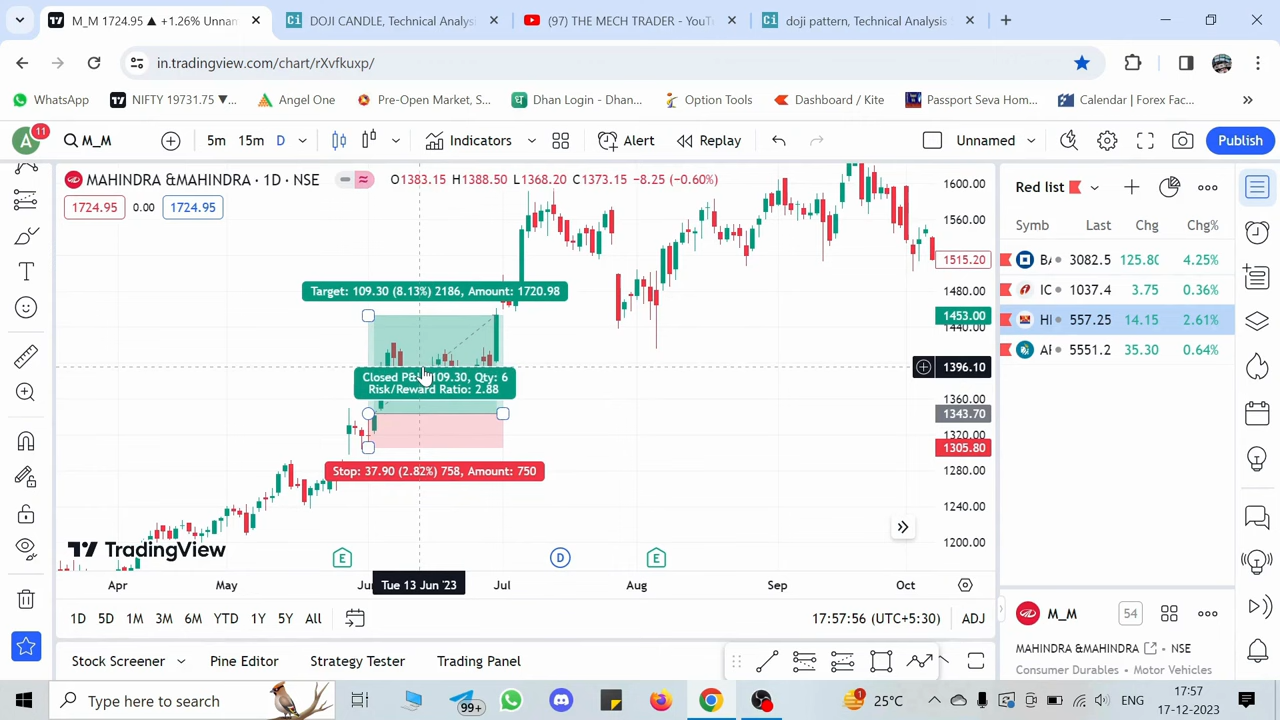 M_M 1724.95 ▲ +1.26% Unnan
DOJI CANDLE, Technical Analysi
(97) THE MECH TRADER - YouT
doji pattern, Technical Analysis
in.tradingview.com/chart/rXvfkuxp/
WhatsApp
NIFTY 19731.75 ▼...
Angel One
Pre-Open Market, S...
Dhan Login - Dhan...
Option Tools
Dashboard / Kite
Passport Seva Hom...
Calendar | Forex Fac...
A
11
M_M
5m
15m
D
Indicators
Alert
Replay
Unnamed
Publish
MAHINDRA &MAHINDRA · 1D · NSE
O1383.15 H1388.50 L1368.20 C1373.15 −8.25 (−0.60%)
1724.95
0.00
1724.95
Target: 109.30 (8.13%) 2186, Amount: 1720.98
Risk/Reward Ratio: 2.88
Stop: 37.90 (2.82%) 758, Amount: 750
TradingView
1600.00
1560.00
1515.20
1480.00
1453.00
1440.00
1396.10
1360.00
1343.70
1320.00
1305.80
1280.00
1240.00
1200.00
E
D
E
Apr
May
Tue 13 Jun '23
Jul
Aug
Sep
Oct
Red list
Symb
Last
Chg
Chg%
3082.5
125.80
4.25%
IC
1037.4
3.75
0.36%
557.25
14.15
2.61%
5551.2
35.30
0.64%
1D
5D
1M
3M
6M
YTD
1Y
5Y
All
17:57:56 (UTC+5:30)
ADJ
M_M
54
MAHINDRA &MAHINDRA
NSE
Consumer Durables • Motor Vehicles
Stock Screener
Pine Editor
Strategy Tester
Trading Panel
Type here to search
99+
25°C
ENG
17:57
17-12-2023